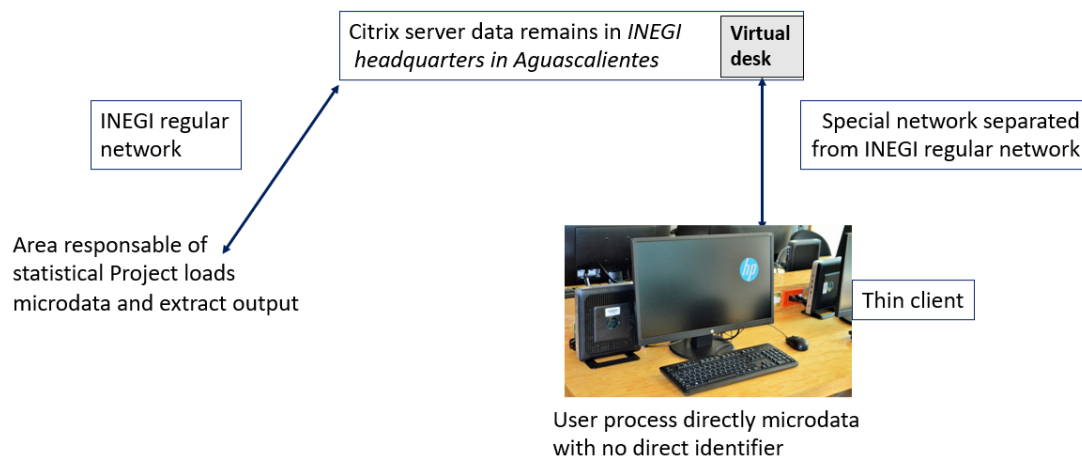 Citrix server data remains in INEGI
headquarters in Aguascalientes
Virtual
desk
INEGI regular
network
Special network separated
from INEGI regular network
Area responsable of
statistical Project loads
microdata and extract output
hp
Thin client
User process directly microdata
with no direct identifier